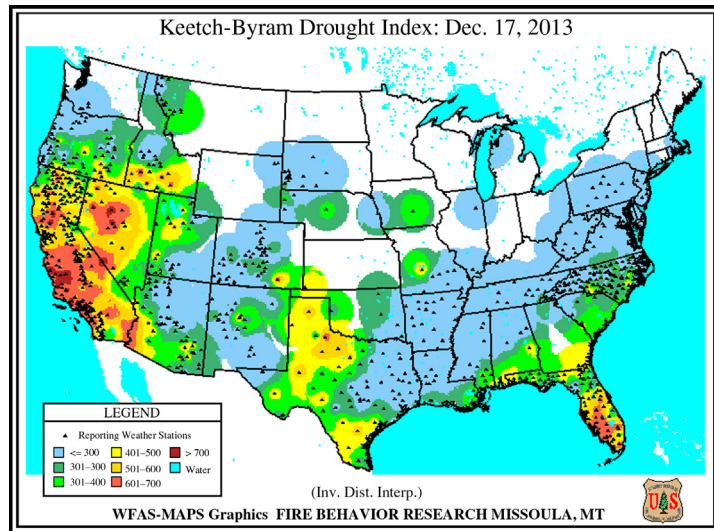 Keetch-Byram Drought Index: Dec. 17, 2013
LEGEND
Reporting Weather Stations
<= 300
401–500
> 700
301–300
501–600
Water
301–400
601–700
(Inv. Dist. Interp.)
WFAS-MAPS Graphics FIRE BEHAVIOR RESEARCH MISSOULA, MT
U S